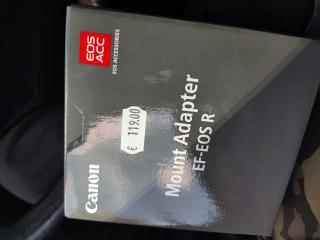 EOS
ACC
EOS ACCESSORIES
Mount Adapter
EF-EOS R
€ 119.00
Canon